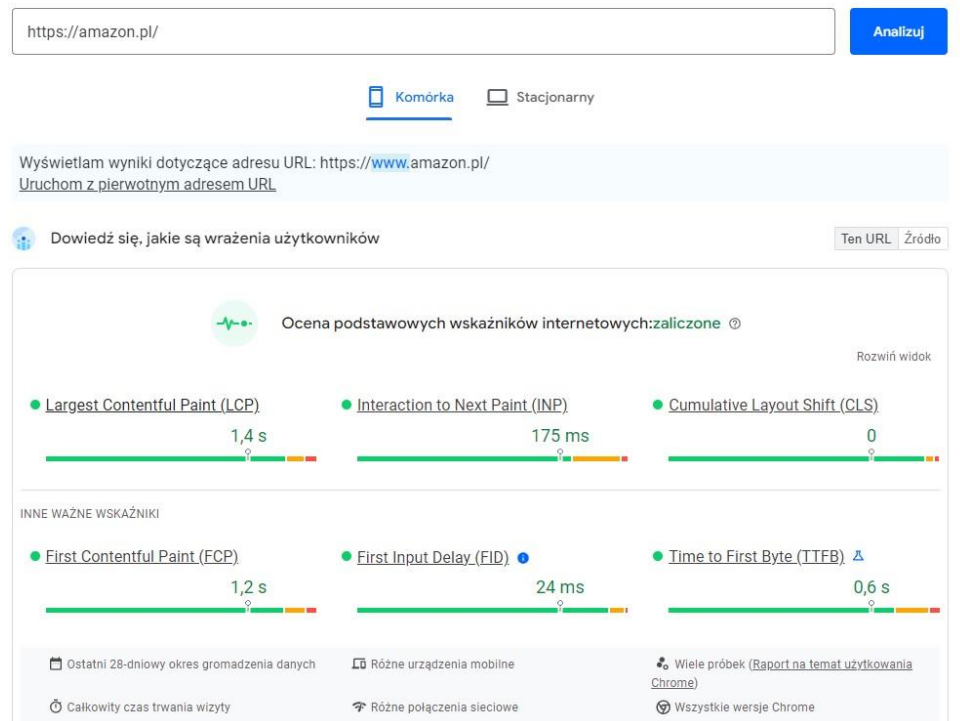 https://amazon.pl/
Analizuj
Komórka
Stacjonarny
Wyświetlam wyniki dotyczące adresu URL: https://www.amazon.pl/
Uruchom z pierwotnym adresem URL
Dowiedź się, jakie są wrażenia użytkowników
Ten URL
Źródło
Ocena podstawowych wskaźników internetowych:zaliczone
Rozwiń widok
Largest Contentful Paint (LCP)
1,4 s
Interaction to Next Paint (INP)
175 ms
Cumulative Layout Shift (CLS)
0
INNE WAŻNE WSKAŹNIKI
First Contentful Paint (FCP)
1,2 s
First Input Delay (FID)
24 ms
Time to First Byte (TTFB)
0,6 s
Ostatni 28-dniowy okres gromadzenia danych
Różne urządzenia mobilne
Wiele próbek (Raport na temat użytkowania
Chrome)
Całkowity czas trwania wizyty
Różne połączenia sieciowe
Wszystkie wersje Chrome